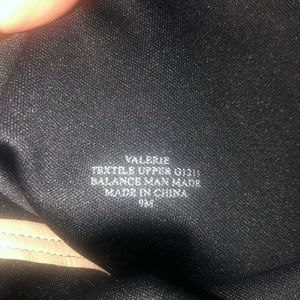 VALERIE
TEXTILE UPPER G1211
BALANCE MAN MADE
MADE IN CHINA
9M